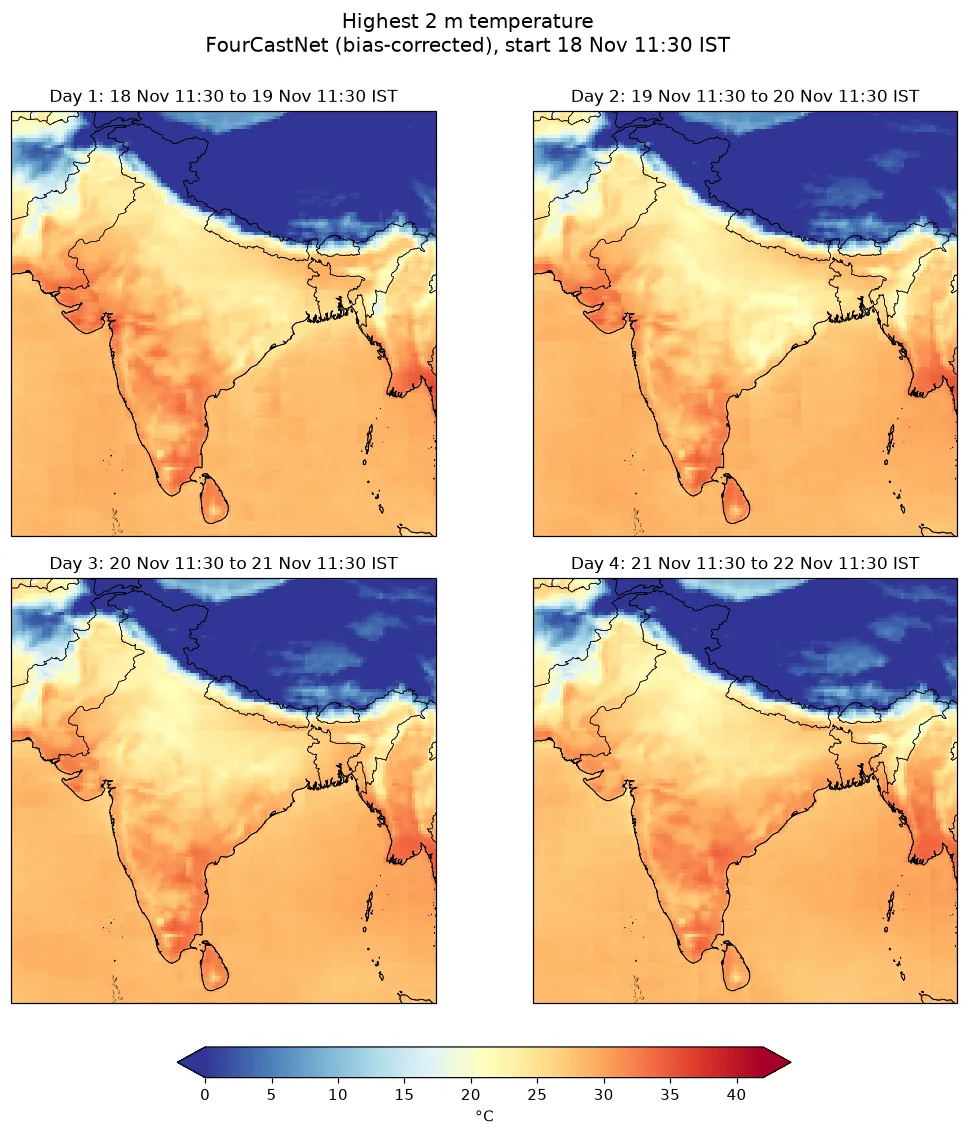 Highest 2 m temperature
FourCastNet (bias-corrected), start 18 Nov 11:30 IST
Day 1: 18 Nov 11:30 to 19 Nov 11:30 IST
Day 2: 19 Nov 11:30 to 20 Nov 11:30 IST
Day 3: 20 Nov 11:30 to 21 Nov 11:30 IST
Day 4: 21 Nov 11:30 to 22 Nov 11:30 IST
0 5 10 15 20 25 30 35 40
°C